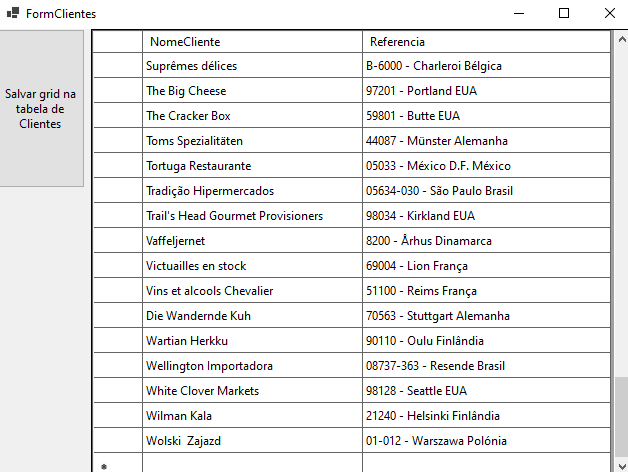 FormClientes
Salvar grid na
tabela de
Clientes
NomeCliente Referencia
Suprêmes délices B-6000 - Charleroi Bélgica
The Big Cheese 97201 - Portland EUA
The Cracker Box 59801 - Butte EUA
Toms Spezialitäten 44087 - Münster Alemanha
Tortuga Restaurante 05033 - México D.F. México
Tradição Hipermercados 05634-030 - São Paulo Brasil
Trail's Head Gourmet Provisioners 98034 - Kirkland EUA
Vaffeljernet 8200 - Århus Dinamarca
Victuailles en stock 69004 - Lion França
Vins et alcools Chevalier 51100 - Reims França
Die Wandernde Kuh 70563 - Stuttgart Alemanha
Wartian Herkku 90110 - Oulu Finlândia
Wellington Importadora 08737-363 - Resende Brasil
White Clover Markets 98128 - Seattle EUA
Wilman Kala 21240 - Helsinki Finlândia
Wolski  Zajazd 01-012 - Warszawa Polónia